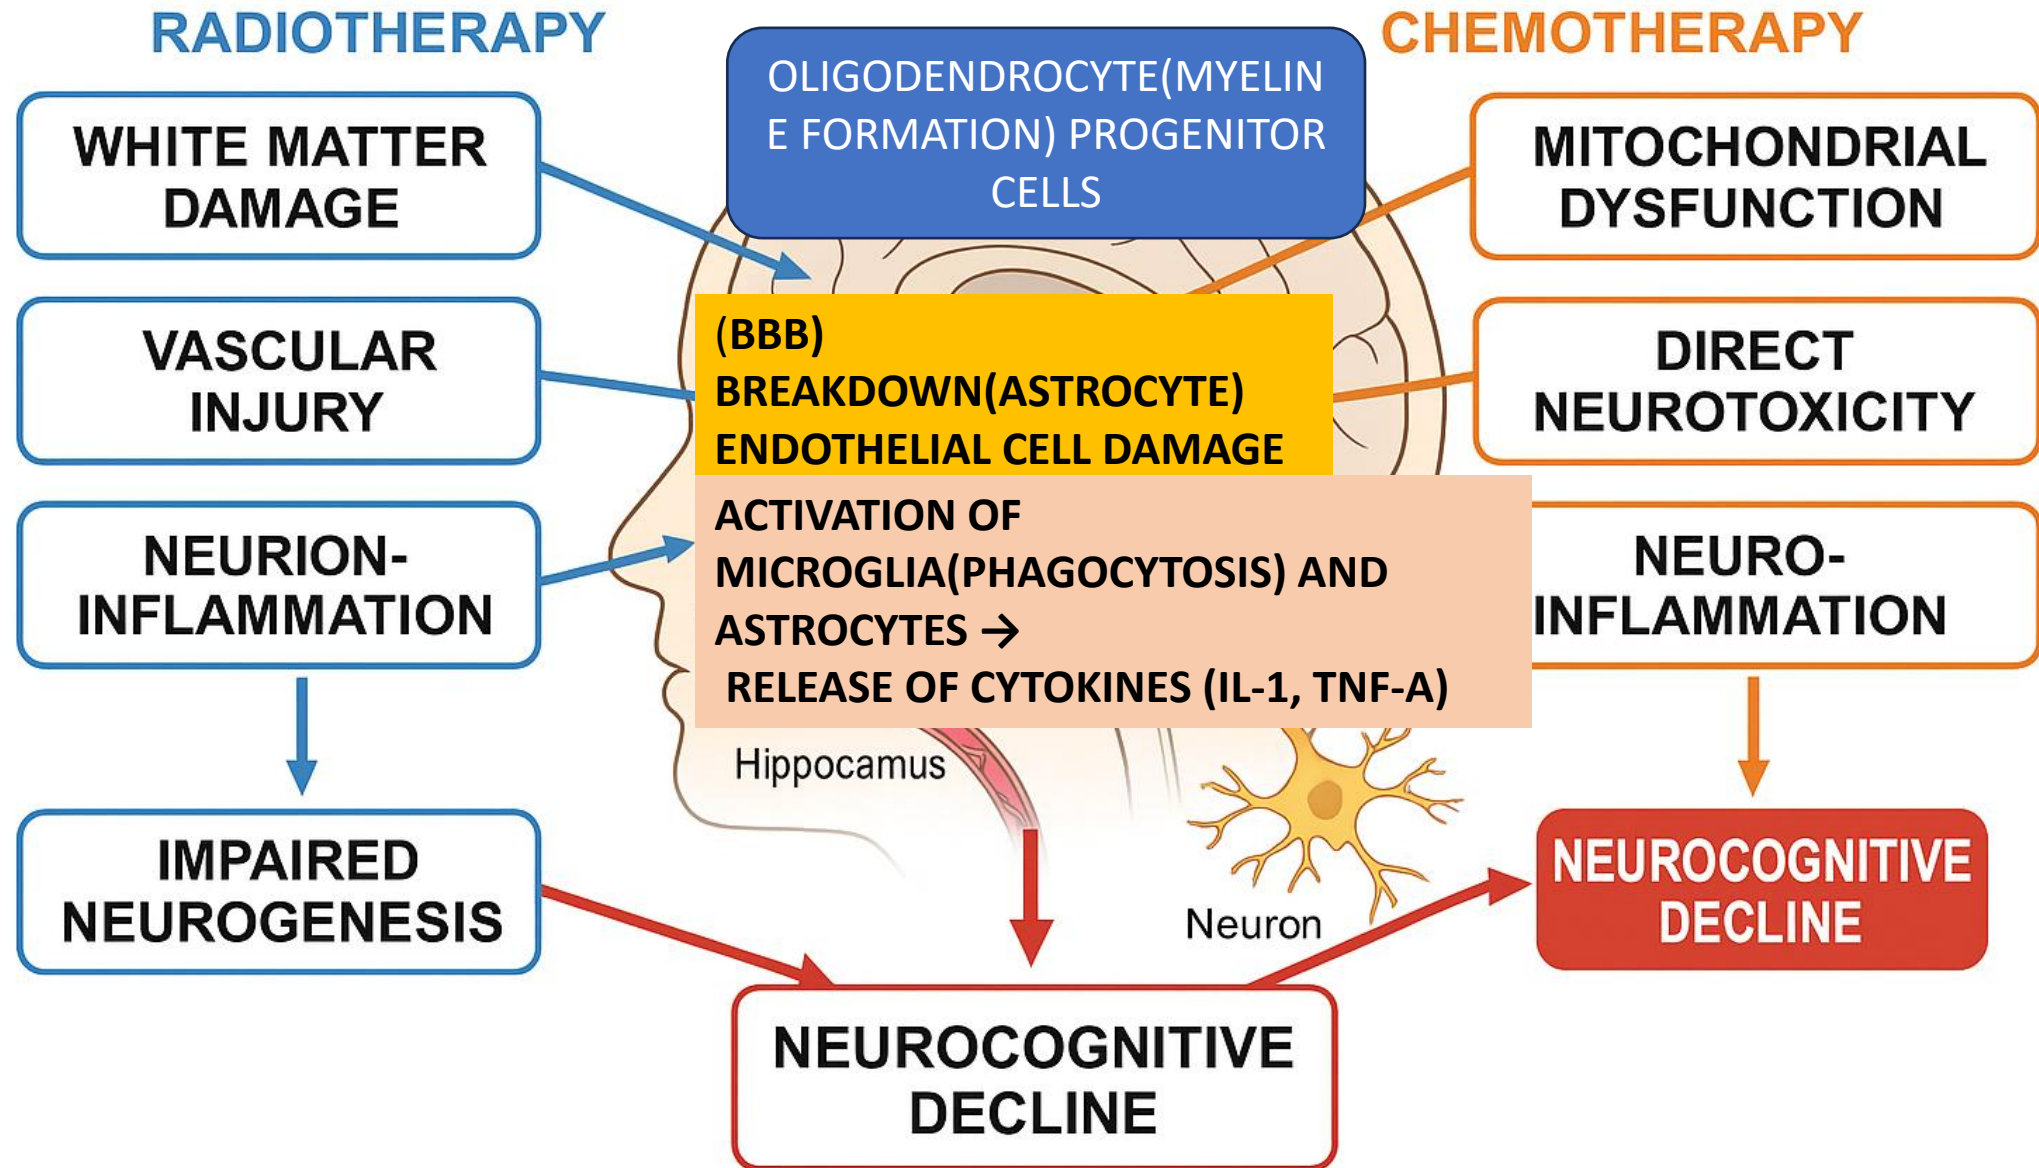 RADIOTHERAPY
CHEMOTHERAPY
OLIGODENDROCYTE(MYELIN
E FORMATION) PROGENITOR
CELLS
WHITE MATTER
DAMAGE
MITOCHONDRIAL
DYSFUNCTION
VASCULAR
INJURY
(BBB)
BREAKDOWN(ASTROCYTE)
ENDOTHELIAL CELL DAMAGE
DIRECT
NEUROTOXICITY
NEURION-
INFLAMMATION
ACTIVATION OF
MICROGLIA(PHAGOCYTOSIS) AND
ASTROCYTES →
RELEASE OF CYTOKINES (IL-1, TNF-A)
NEURO-
INFLAMMATION
Hippocamus
Neuron
IMPAIRED
NEUROGENESIS
NEUROCOGNITIVE
DECLINE
NEUROCOGNITIVE
DECLINE